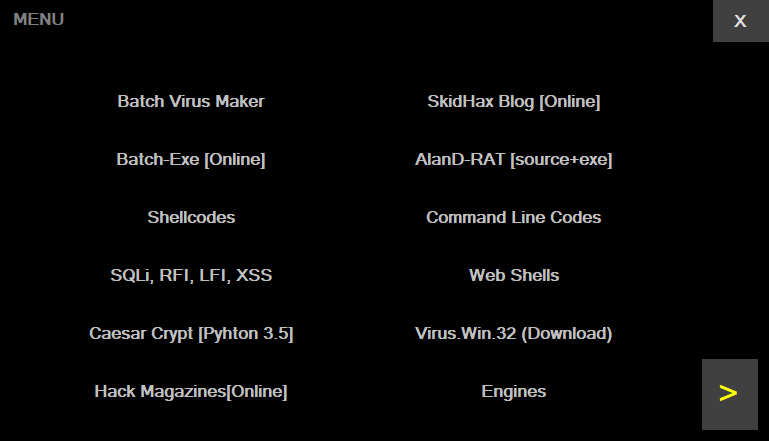 MENU
X
Batch Virus Maker
SkidHax Blog [Online]
Batch-Exe [Online]
AlanD-RAT [source+exe]
Shellcodes
Command Line Codes
SQLi, RFI, LFI, XSS
Web Shells
Caesar Crypt [Pyhton 3.5]
Virus.Win.32 (Download)
Hack Magazines[Online]
Engines
>